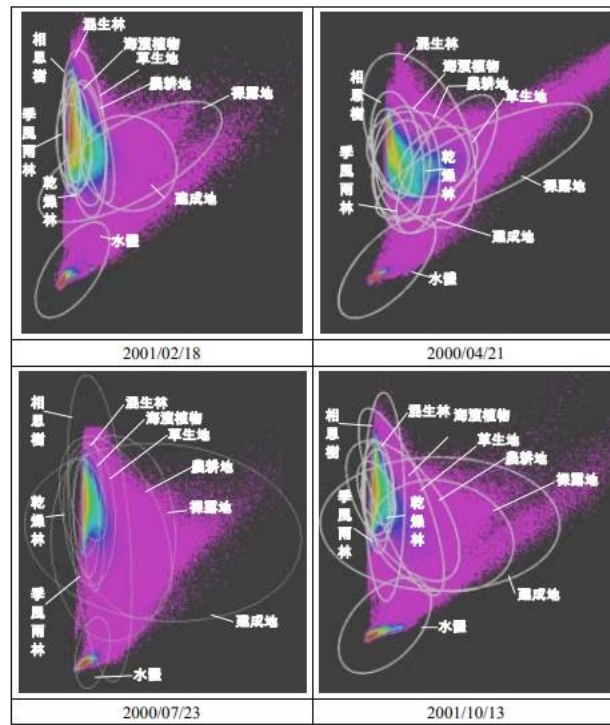 混生林
海濱植物
草生地
農耕地
裸露地
相思樹
季風雨林
乾燥林
建成地
水體
2001/02/18
混生林
海濱植物
農耕地
草生地
裸露地
相思樹
季風雨林
乾燥林
建成地
水體
2000/04/21
混生林
海濱植物
草生地
農耕地
裸露地
相思樹
乾燥林
季風雨林
建成地
水體
2000/07/23
混生林
海濱植物
草生地
農耕地
裸露地
相思樹
季風雨林
乾燥林
建成地
水體
2001/10/13